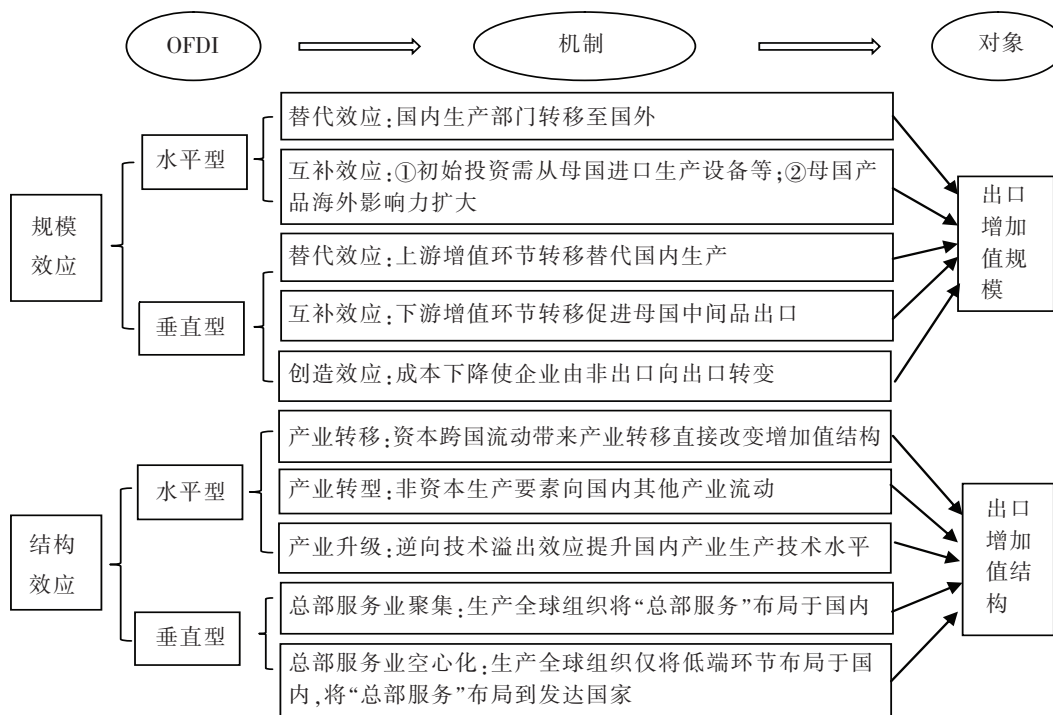 OFDI
机制
对象
规模
效应
水平型
替代效应:国内生产部门转移至国外
互补效应:①初始投资需从母国进口生产设备等;②母国产
品海外影响力扩大
垂直型
替代效应:上游增值环节转移替代国内生产
互补效应:下游增值环节转移促进母国中间品出口
创造效应:成本下降使企业由非出口向出口转变
出口
增加
值规
模
结构
效应
水平型
产业转移:资本跨国流动带来产业转移直接改变增加值结构
产业转型:非资本生产要素向国内其他产业流动
产业升级:逆向技术溢出效应提升国内产业生产技术水平
垂直型
总部服务业聚集:生产全球组织将“总部服务”布局于国内
总部服务业空心化:生产全球组织仅将低端环节布局于国
内,将“总部服务”布局到发达国家
出口
增加
值结
构